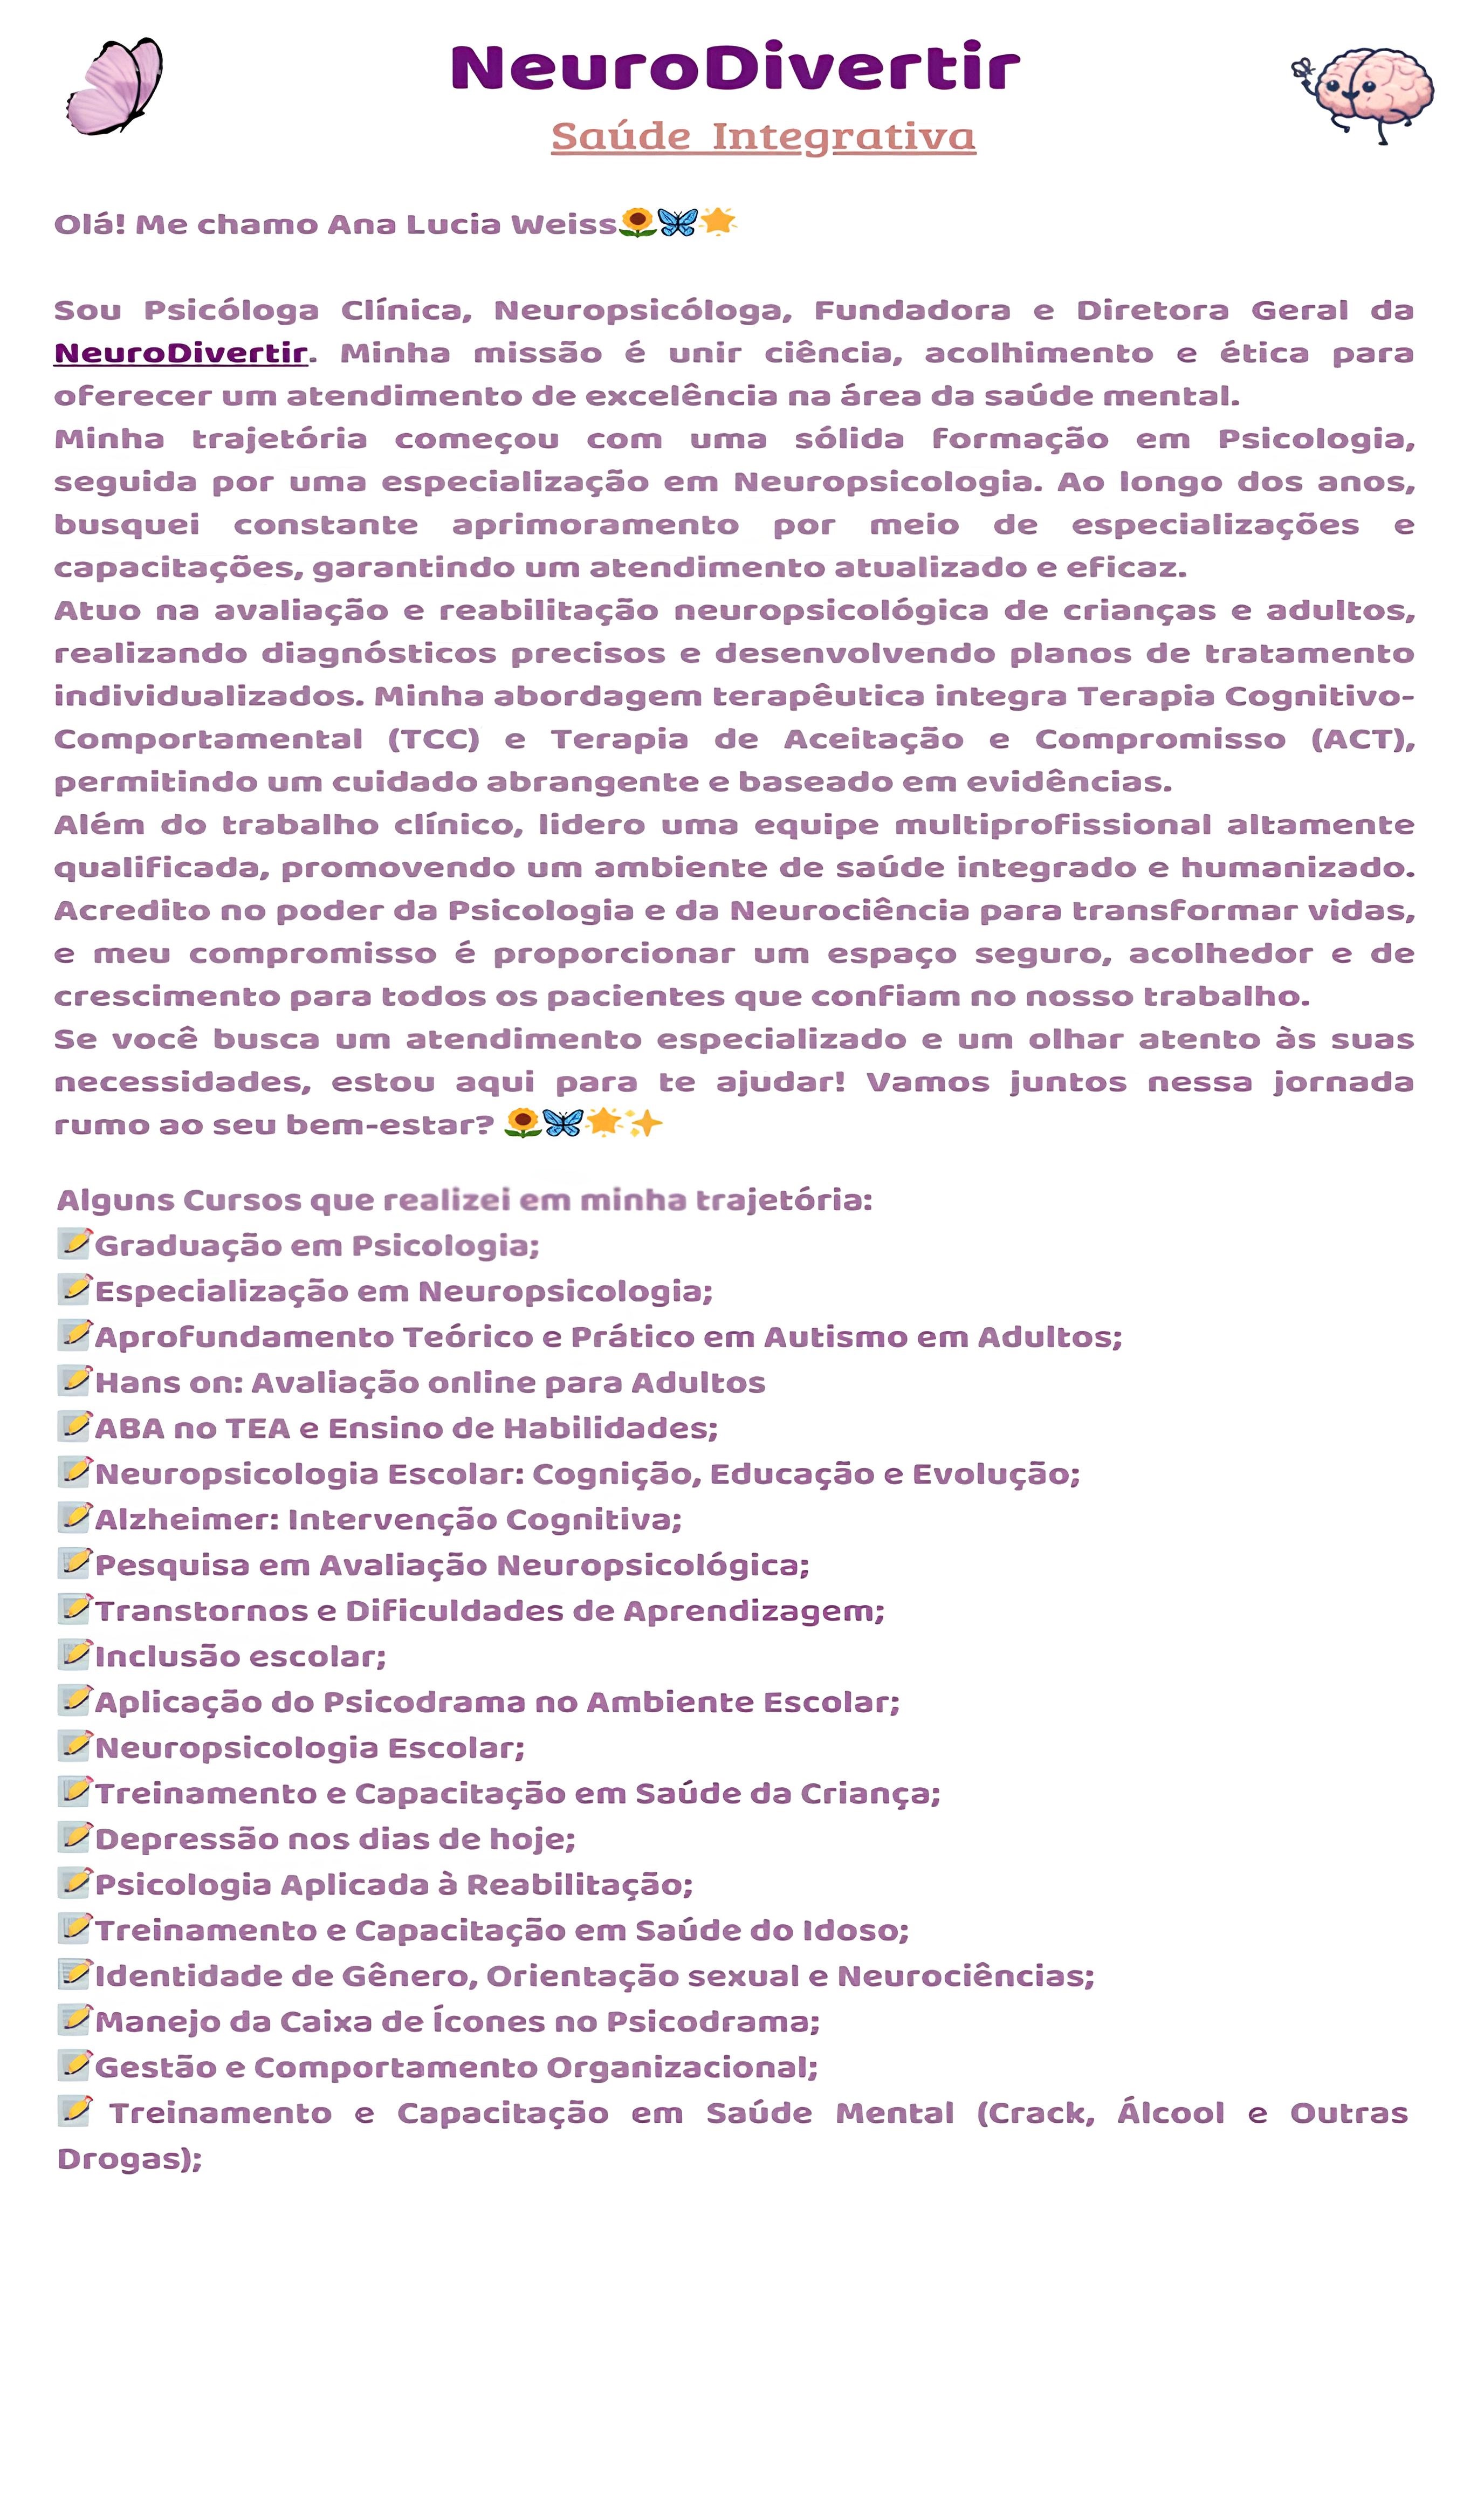 NeuroDivertir
Saúde Integrativa
Olá! Me chamo Ana Lucia Weiss🌻🦋🌟
Sou Psicóloga Clínica, Neuropsicóloga, Fundadora e Diretora Geral da
NeuroDivertir. Minha missão é unir ciência, acolhimento e ética para
oferecer um atendimento de excelência na área da saúde mental.
Minha trajetória começou com uma sólida formação em Psicologia,
seguida por uma especialização em Neuropsicologia. Ao longo dos anos,
busquei constante aprimoramento por meio de especializações e
capacitações, garantindo um atendimento atualizado e eficaz.
Atuo na avaliação e reabilitação neuropsicológica de crianças e adultos,
realizando diagnósticos precisos e desenvolvendo planos de tratamento
individualizados. Minha abordagem terapêutica integra Terapia Cognitivo-
Comportamental (TCC) e Terapia de Aceitação e Compromisso (ACT),
permitindo um cuidado abrangente e baseado em evidências.
Além do trabalho clínico, lidero uma equipe multiprofissional altamente
qualificada, promovendo um ambiente de saúde integrado e humanizado.
Acredito no poder da Psicologia e da Neurociência para transformar vidas,
e meu compromisso é proporcionar um espaço seguro, acolhedor e de
crescimento para todos os pacientes que confiam no nosso trabalho.
Se você busca um atendimento especializado e um olhar atento às suas
necessidades, estou aqui para te ajudar! Vamos juntos nessa jornada
rumo ao seu bem-estar? 🌻🦋🌟✨
Alguns Cursos que realizei em minha trajetória:
📝Graduação em Psicologia;
📝Especialização em Neuropsicologia;
📝Aprofundamento Teórico e Prático em Autismo em Adultos;
📝Hans on: Avaliação online para Adultos
📝ABA no TEA e Ensino de Habilidades;
📝Neuropsicologia Escolar: Cognição, Educação e Evolução;
📝Alzheimer: Intervenção Cognitiva;
📝Pesquisa em Avaliação Neuropsicológica;
📝Transtornos e Dificuldades de Aprendizagem;
📝Inclusão escolar;
📝Aplicação do Psicodrama no Ambiente Escolar;
📝Neuropsicologia Escolar;
📝Treinamento e Capacitação em Saúde da Criança;
📝Depressão nos dias de hoje;
📝Psicologia Aplicada à Reabilitação;
📝Treinamento e Capacitação em Saúde do Idoso;
📝Identidade de Gênero, Orientação sexual e Neurociências;
📝Manejo da Caixa de Ícones no Psicodrama;
📝Gestão e Comportamento Organizacional;
📝 Treinamento e Capacitação em Saúde Mental (Crack, Álcool e Outras
Drogas);